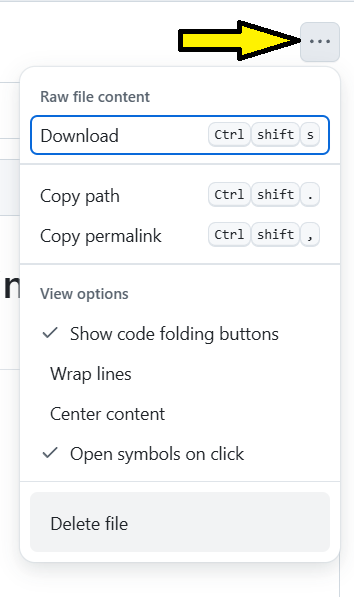 ...
Raw file content
Download Ctrl shift s
Copy path Ctrl shift .
Copy permalink Ctrl shift ,
n
View options
Show code folding buttons
Wrap lines
Center content
Open symbols on click
Delete file